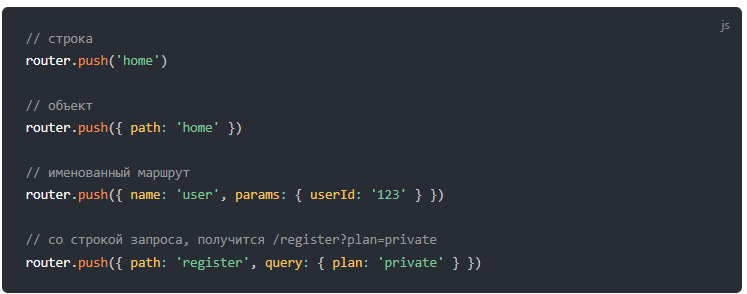 js
// строка
router.push('home')
// объект
router.push({ path: 'home' })
// именованный маршрут
router.push({ name: 'user', params: { userId: '123' } })
// со строкой запроса, получится /register?plan=private
router.push({ path: 'register', query: { plan: 'private' } })